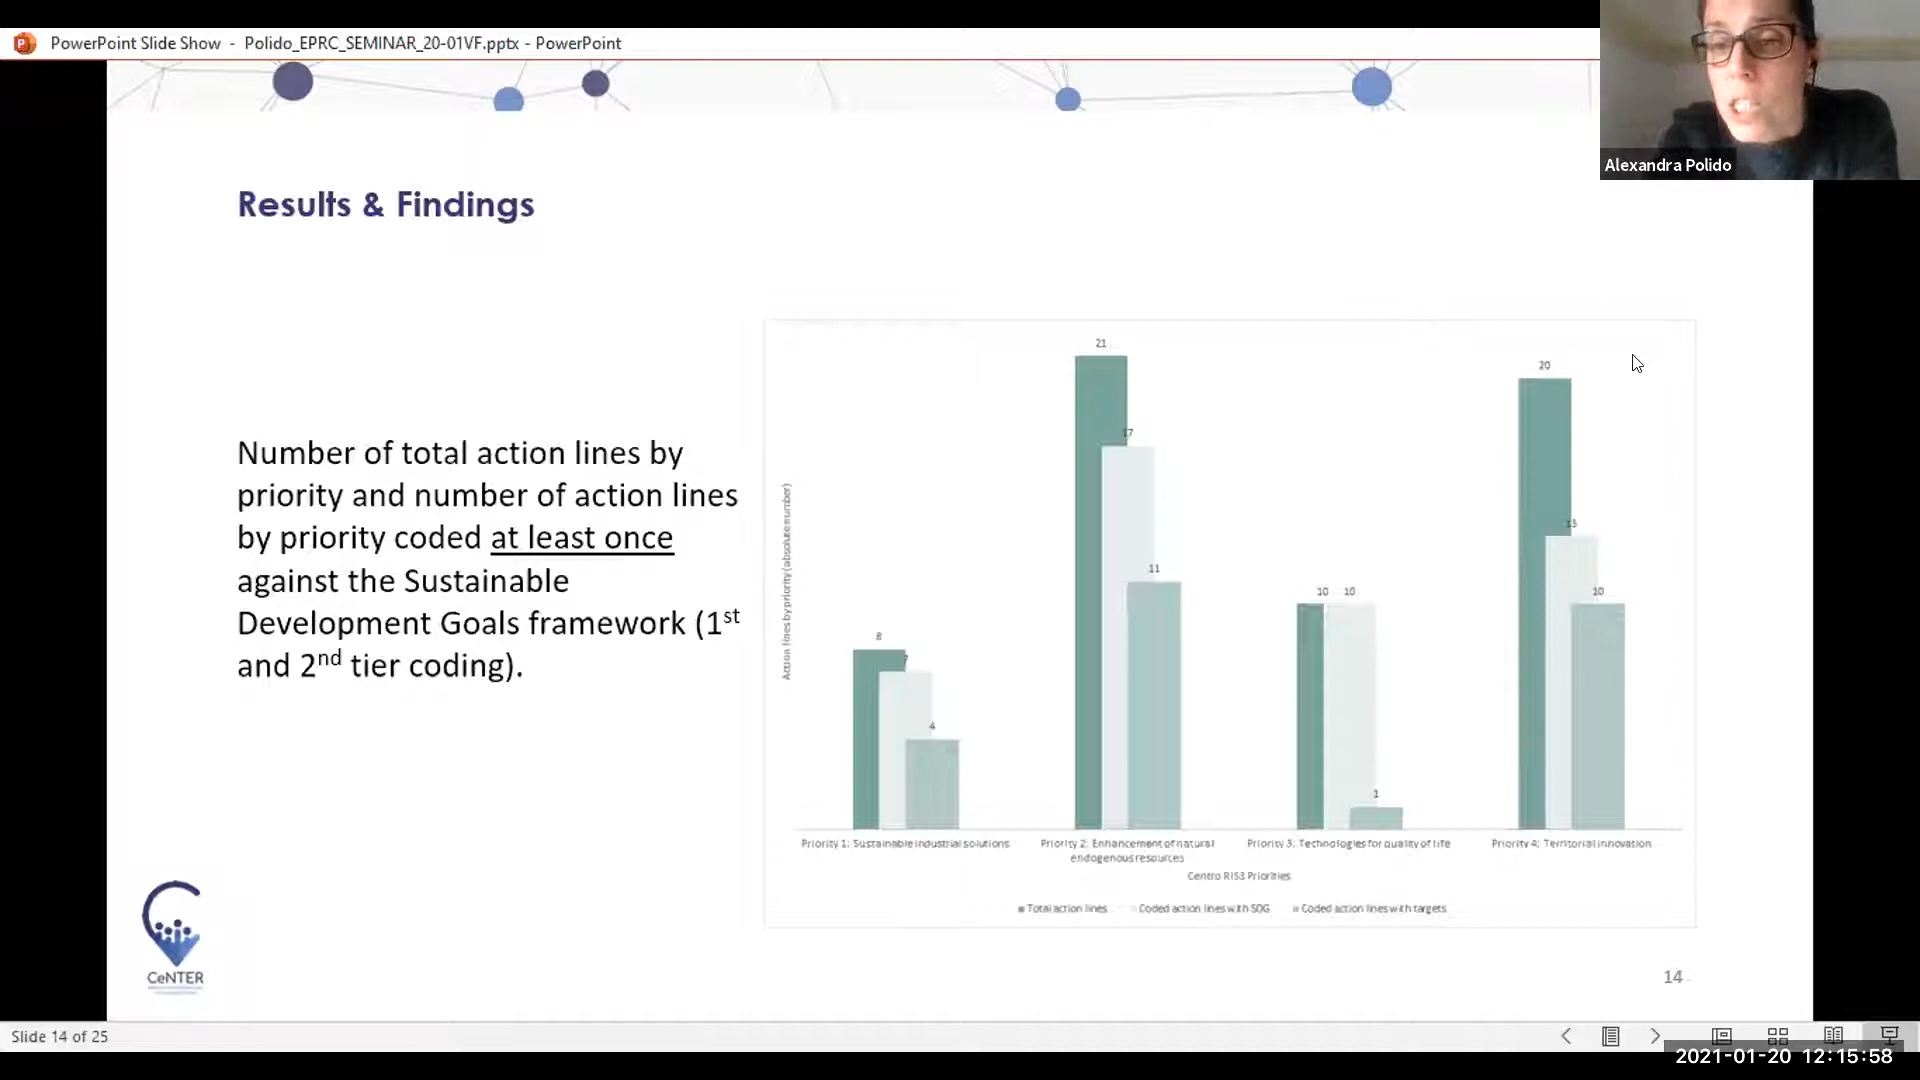 PowerPoint Slide Show - Polido_EPRC_SEMINAR_20-01VF.pptx - PowerPoint
Alexandra Polido
Results & Findings
Number of total action lines by
priority and number of action lines
by priority coded at least once
against the Sustainable
Development Goals framework (1st
and 2nd tier coding).
Action lines by priority (absolute number)
8
7
4
21
17
11
10
10
1
20
13
10
Priority 1: Sustainable industrial solutions
Priority 2: Enhancement of natural
endogenous resources
Priority 3: Technologies for quality of life
Priority 4: Territorial innovation
Centro RIS3 Priorities
Total action lines
Coded action lines with SDG
Coded action lines with targets
CeNTER
14
Slide 14 of 25
2021-01-20 12:15:58